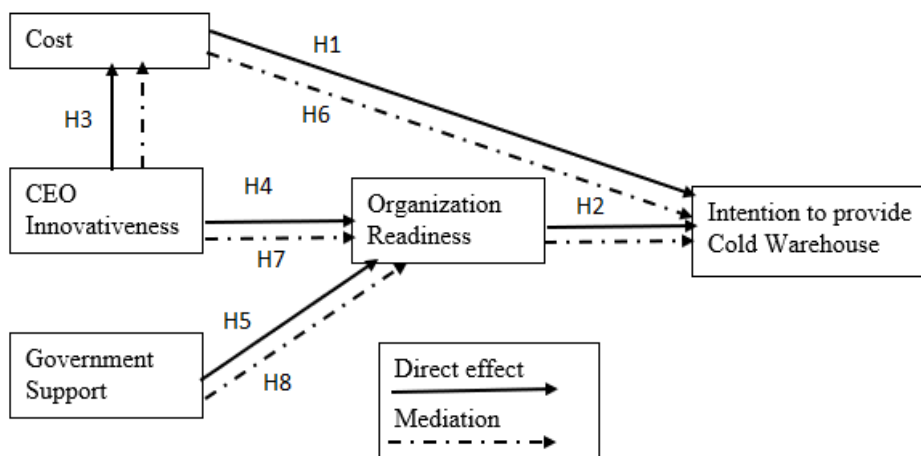 Cost
H1
H6
H3
CEO
Innovativeness
H4
H7
Organization
Readiness
H2
Intention to provide
Cold Warehouse
H5
H8
Government
Support
Direct effect
Mediation